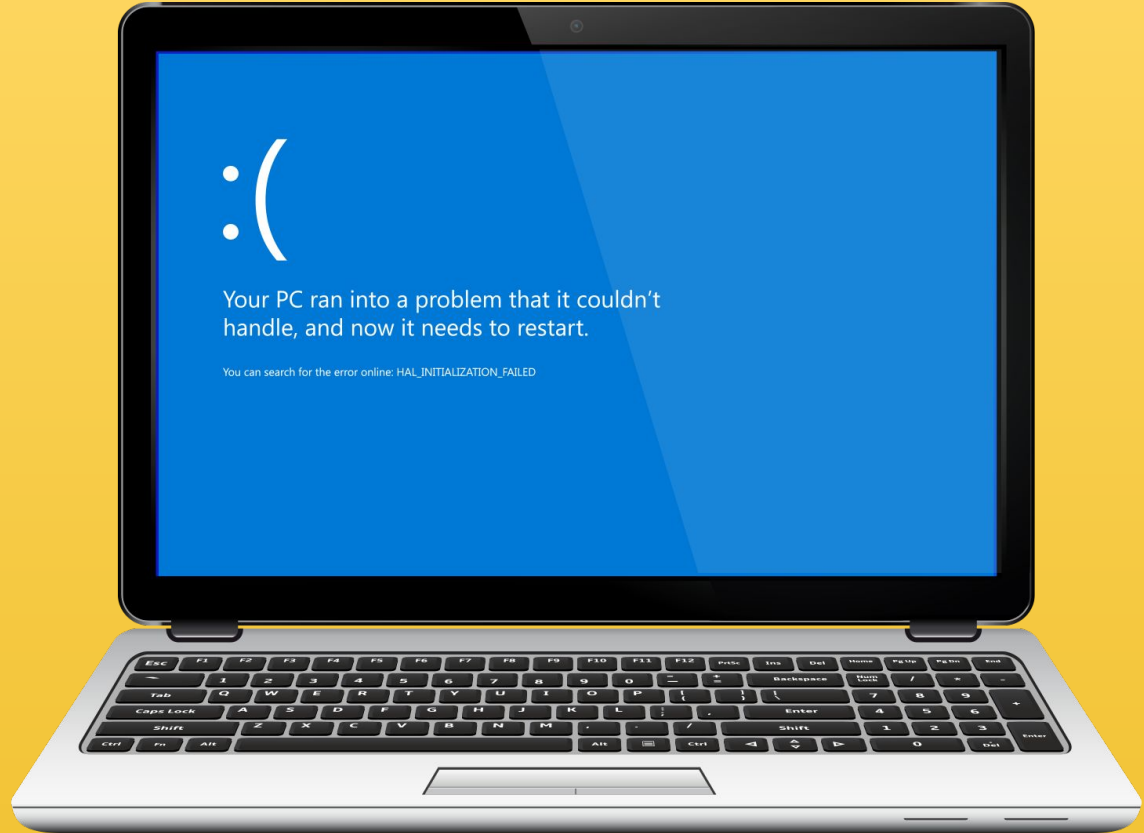 :(
Your PC ran into a problem that it couldn’t
handle, and now it needs to restart.
You can search for the error online: HAL_INITIALIZATION_FAILED
Esc F1 F2 F3 F4 F5 F6 F7 F8 F9 F10 F11 F12 PrtSc Ins Del Home PgUp PgDn End
~ 1 2 3 4 5 6 7 8 9 0 - = Backspace Num Lock / * -
Tab Q W E R T Y U I O P [ { ] } \ 7 8 9 +
Caps Lock A S D F G H J K L ; Enter 4 5 6
Shift Z X C V B N M / Shift 1 2 3 Enter
Ctrl Fn Alt Alt Ctrl 0 Del